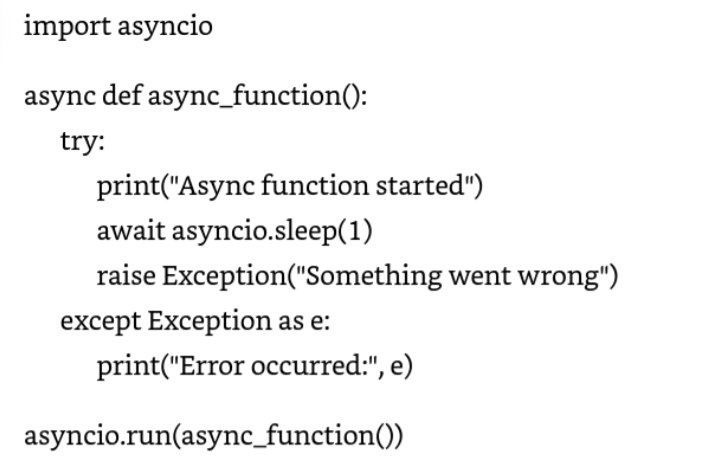 import asyncio
async def async_function():
try:
print("Async function started")
await asyncio.sleep(1)
raise Exception("Something went wrong")
except Exception as e:
print("Error occurred:", e)
asyncio.run(async_function())